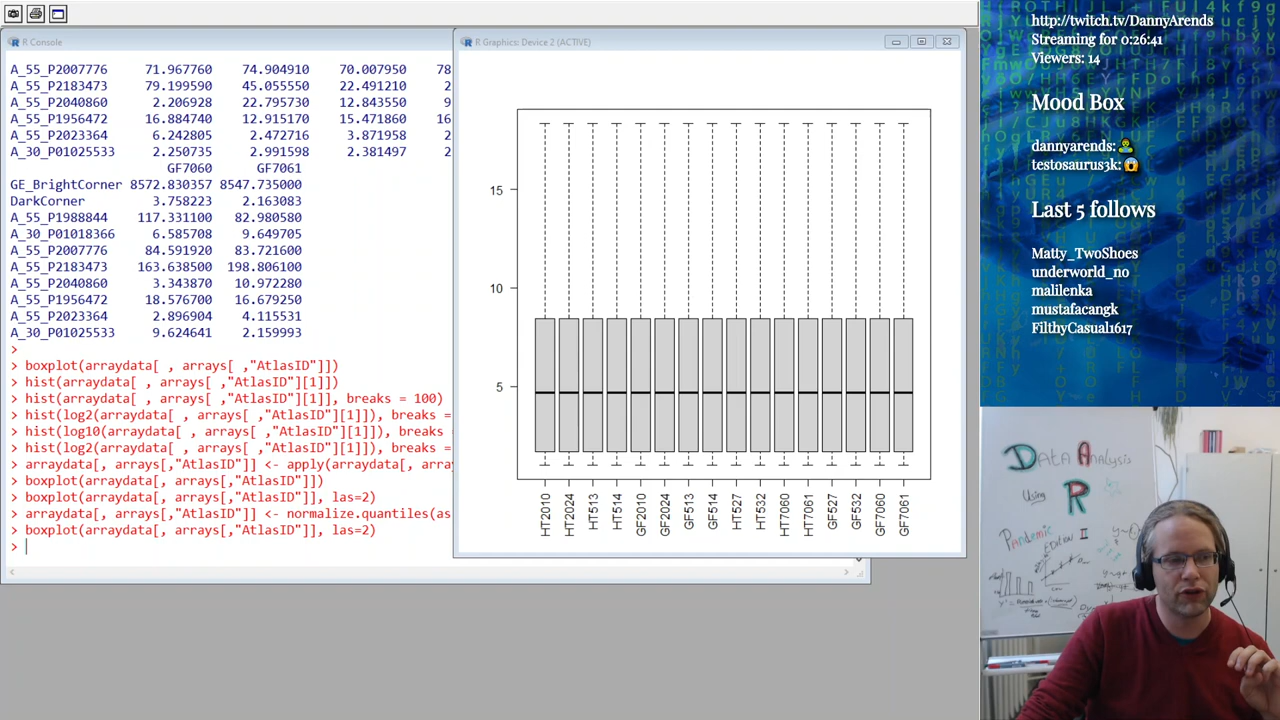 R Console
A_55_P2007776 71.967760 74.904910 70.007950 78
A_55_P2183473 79.199590 45.055550 22.491210 2
A_55_P2040860 2.206928 22.795730 12.843550 9
A_55_P1956472 16.884740 12.915170 15.471860 16
A_55_P2023364 6.242805 2.472716 3.871958 2
A_30_P01025533 2.250735 2.991598 2.381497 2
GF7060 GF7061
GE_BrightCorner 8572.830357 8547.735000
DarkCorner 3.758223 2.163083
A_55_P1988844 117.331100 82.980580
A_30_P01018366 6.585708 9.649705
A_55_P2007776 84.591920 83.721600
A_55_P2183473 163.638500 198.806100
A_55_P2040860 3.343870 10.972280
A_55_P1956472 18.576700 16.679250
A_55_P2023364 2.896904 4.115531
A_30_P01025533 9.624641 2.159993
>
> boxplot(arraydata[ , arrays[ ,"AtlasID"]])
> hist(arraydata[ , arrays[ ,"AtlasID"][1]])
> hist(arraydata[ , arrays[ ,"AtlasID"][1]], breaks = 100)
> hist(log2(arraydata[ , arrays[ ,"AtlasID"][1]]), breaks =
> hist(log10(arraydata[ , arrays[ ,"AtlasID"][1]]), breaks
> hist(log2(arraydata[ , arrays[ ,"AtlasID"][1]]), breaks =
> arraydata[, arrays[,"AtlasID"]] <- apply(arraydata[, arra
> boxplot(arraydata[, arrays[,"AtlasID"]])
> boxplot(arraydata[, arrays[,"AtlasID"]], las=2)
> arraydata[, arrays[,"AtlasID"]] <- normalize.quantiles(as
> boxplot(arraydata[, arrays[,"AtlasID"]], las=2)
>
R Graphics: Device 2 (ACTIVE)
15
10
5
HT2010
HT2024
HT513
HT514
GF2010
GF2024
GF513
GF514
HT527
HT532
HT7060
HT7061
GF527
GF532
GF7060
GF7061
http://twitch.tv/DannyArends
Streaming for 0:26:41
Viewers: 14
Mood Box
dannyarends:
testosaurus3k:
Last 5 follows
Matty_TwoShoes
underworld_no
malilenka
mustafacangk
FilthyCasual1617
Data Analysis
Using
R
Pandemic
Edition II